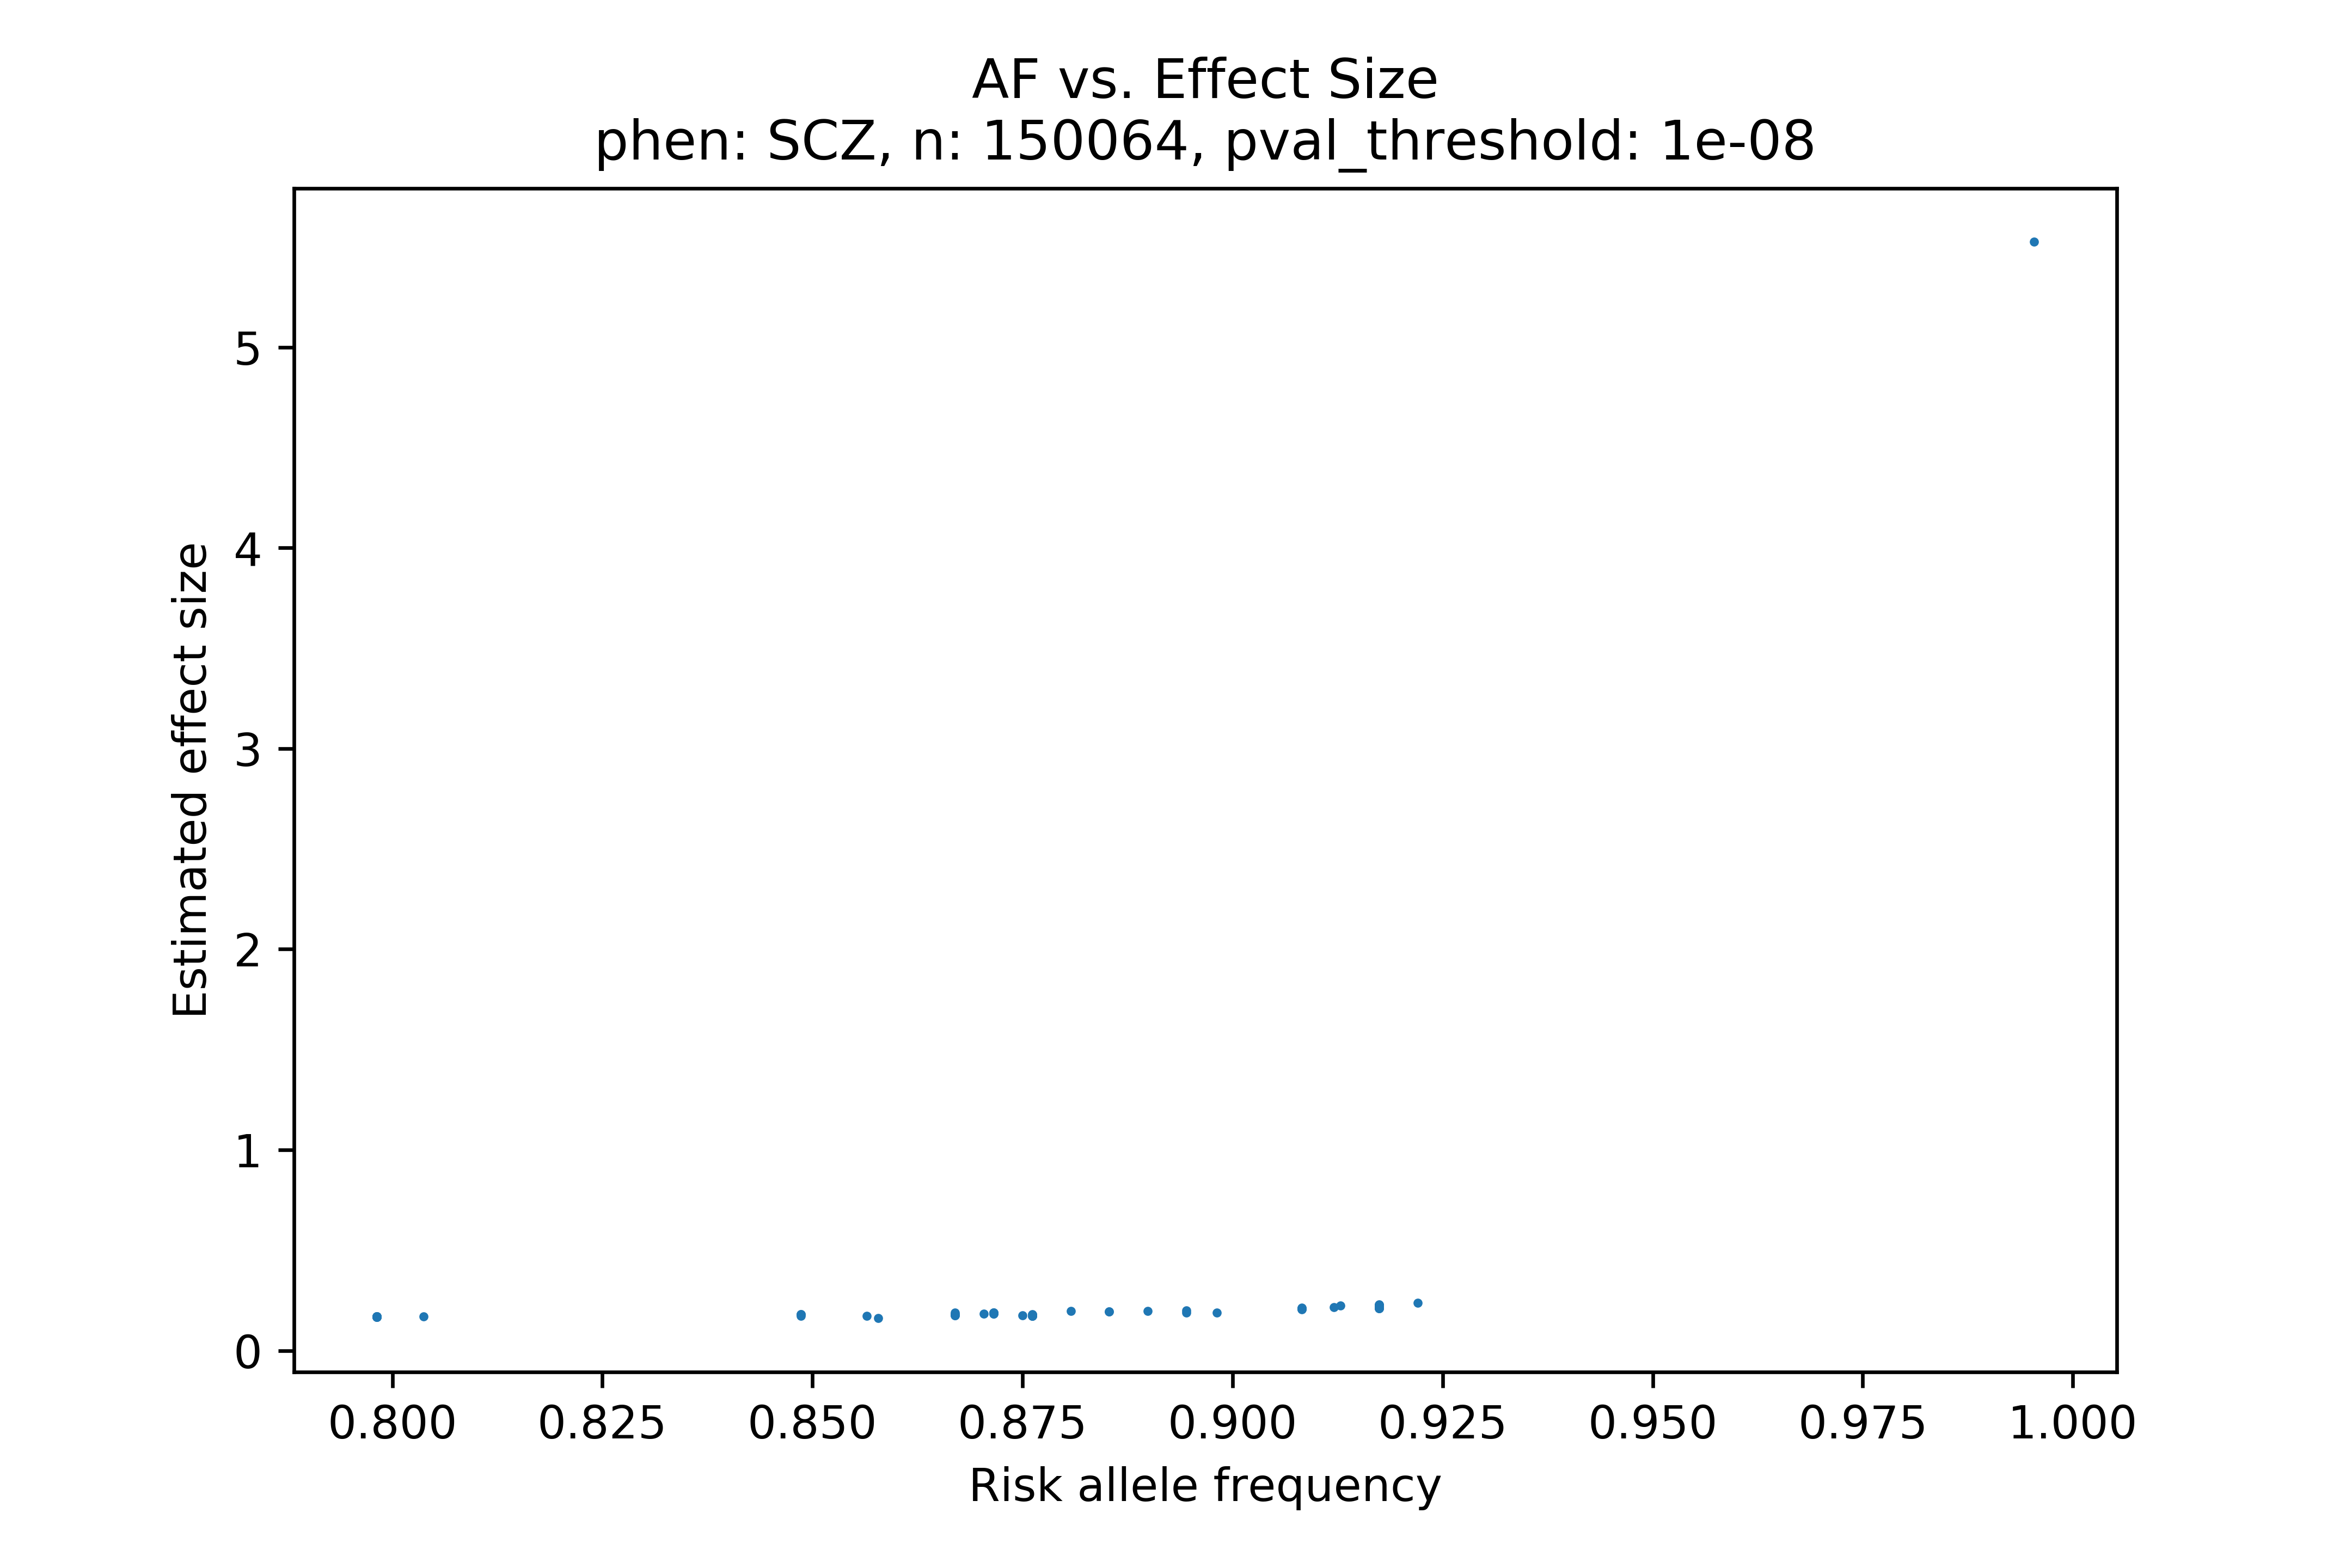 AF vs. Effect Size
phen: SCZ, n: 150064, pval_threshold: 1e-08
5
4
3
2
1
0
Estimated effect size
0.800 0.825 0.850 0.875 0.900 0.925 0.950 0.975 1.000
Risk allele frequency